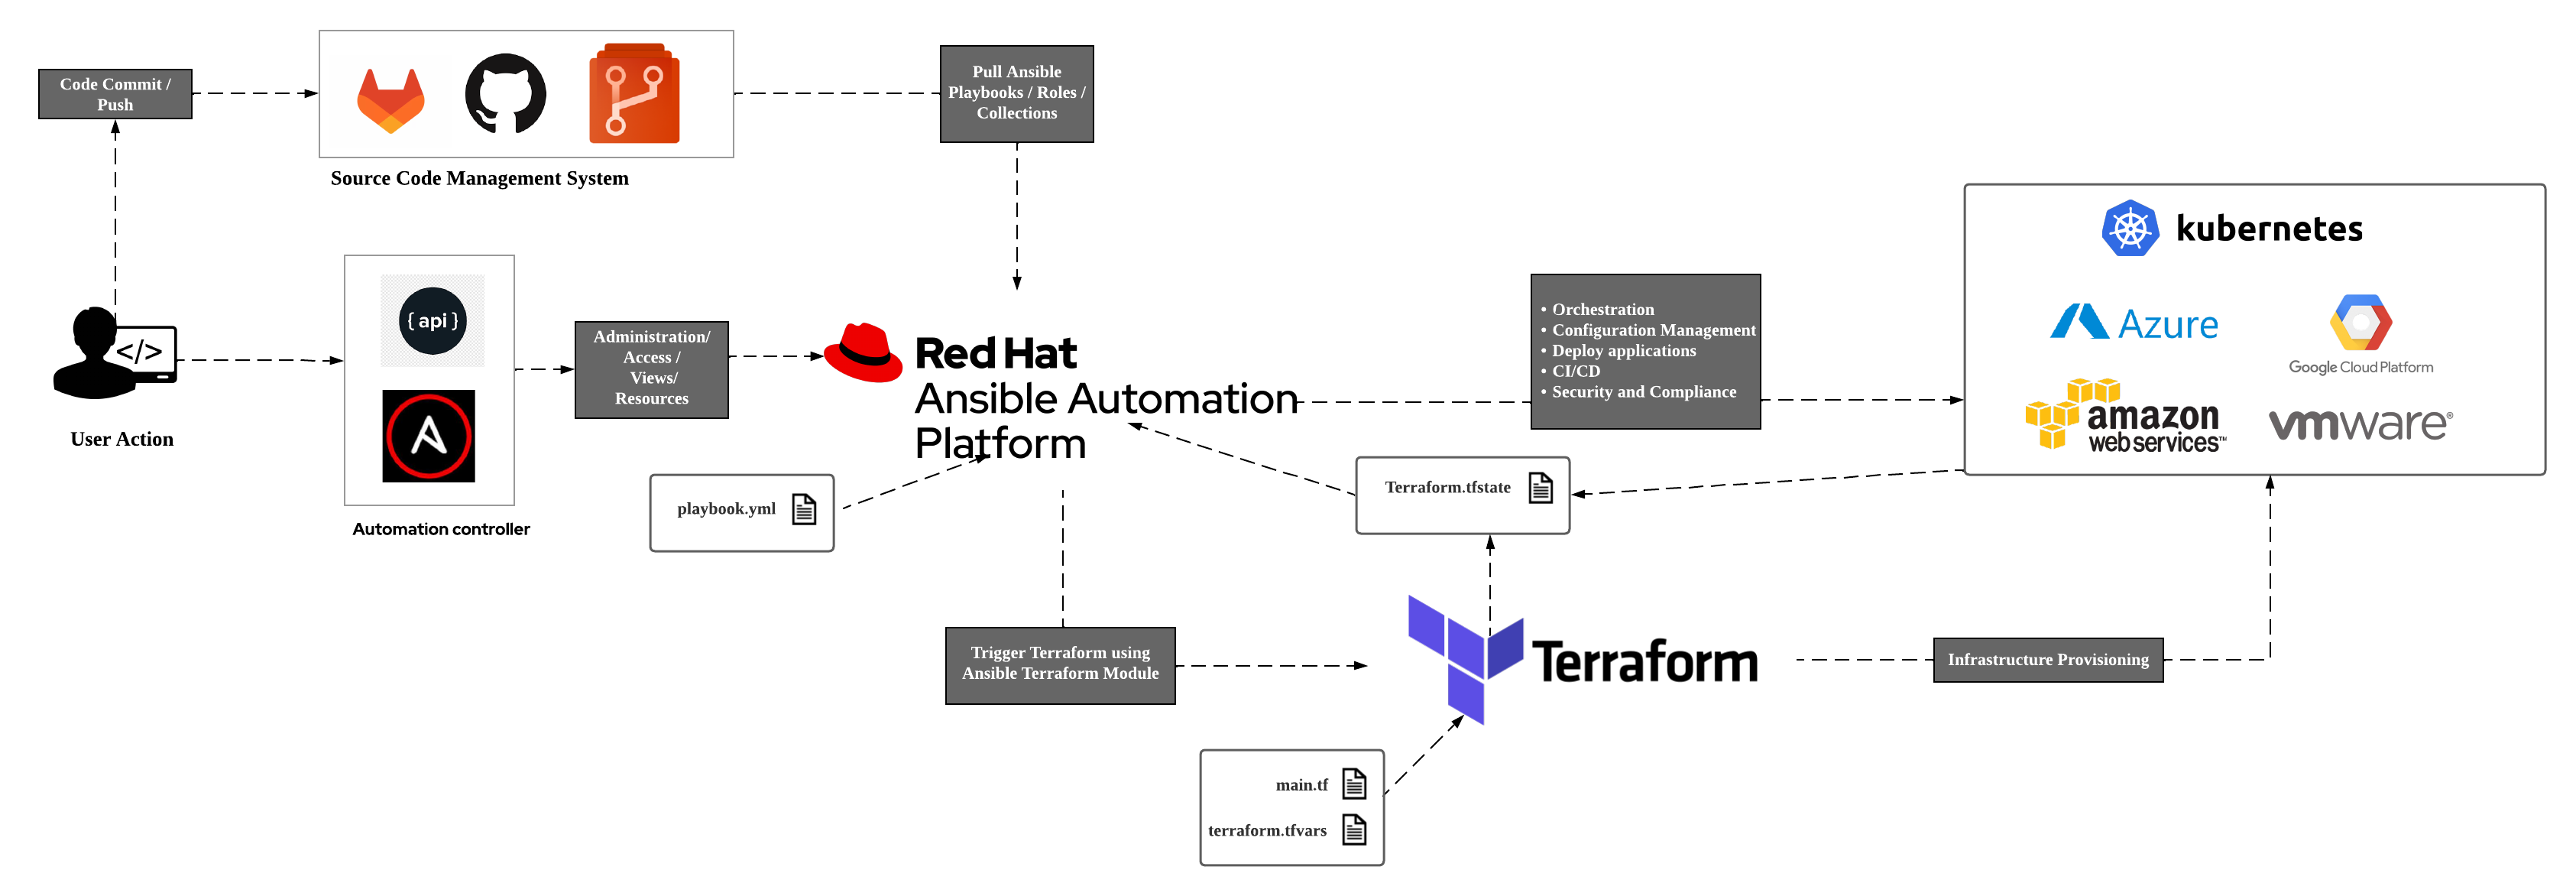 Code Commit /
Push
Source Code Management System
Pull Ansible
Playbooks / Roles /
Collections
</>
User Action
{ api }
A
Automation controller
Administration/
Access /
Views/
Resources
Red Hat
Ansible Automation
Platform
playbook.yml
• Orchestration
• Configuration Management
• Deploy applications
• CI/CD
• Security and Compliance
kubernetes
Azure
Google Cloud Platform
amazon
web services™
vmware®
Terraform.tfstate
Trigger Terraform using
Ansible Terraform Module
Terraform
Infrastructure Provisioning
main.tf
terraform.tfvars